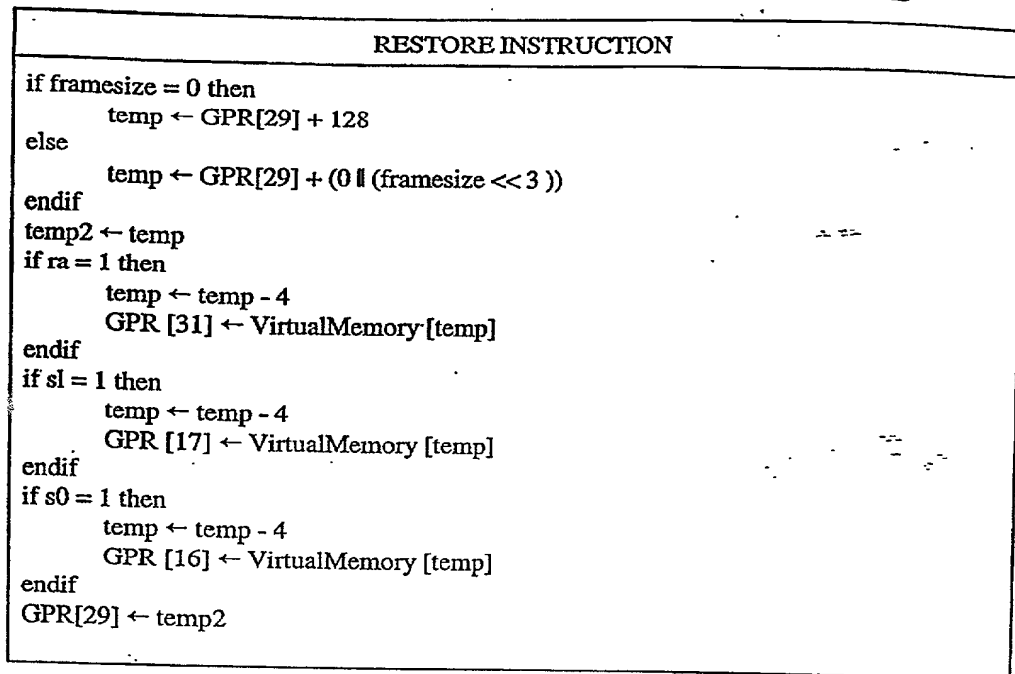 RESTORE INSTRUCTION
if framesize = 0 then
temp ← GPR[29] + 128
else
temp ← GPR[29] + (0 || (framesize << 3 ))
endif
temp2 ← temp
if ra = 1 then
temp ← temp - 4
GPR [31] ← VirtualMemory [temp]
endif
if sl = 1 then
temp ← temp - 4
GPR [17] ← VirtualMemory [temp]
endif
if s0 = 1 then
temp ← temp - 4
GPR [16] ← VirtualMemory [temp]
endif
GPR[29] ← temp2